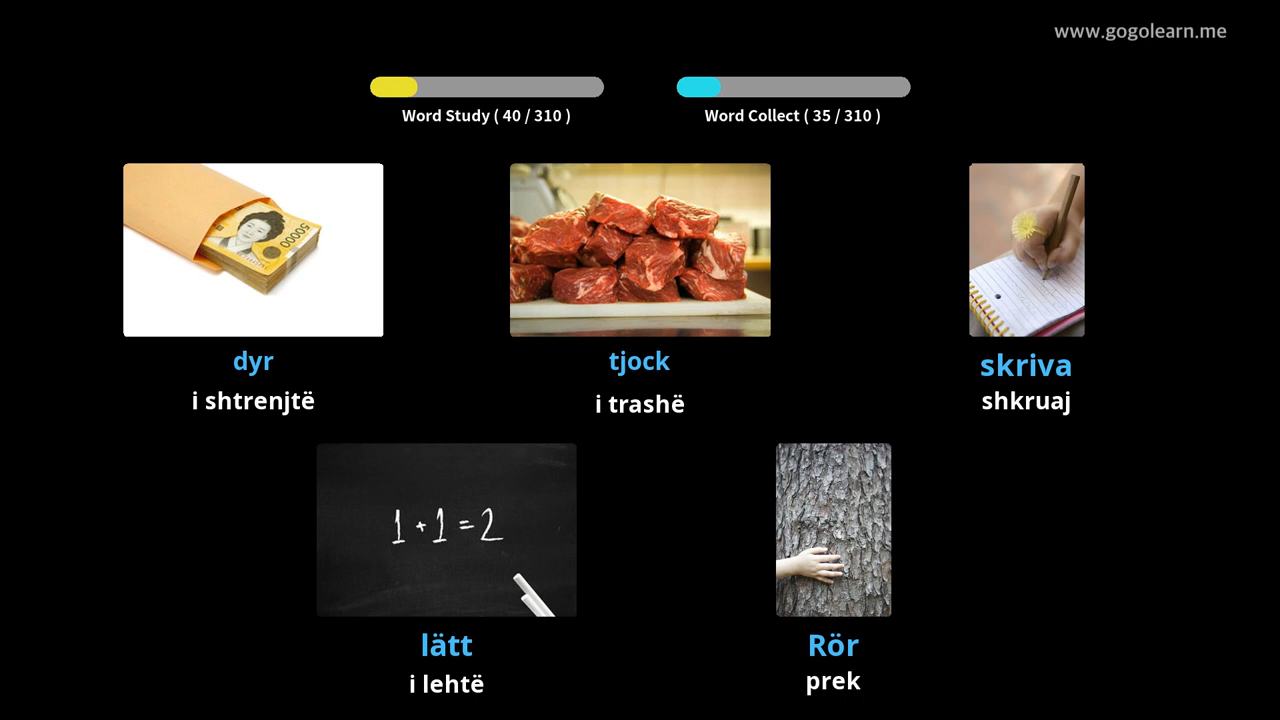 www.gogolearn.me
Word Study ( 40 / 310 )
Word Collect ( 35 / 310 )
50000
dyr
i shtrenjtë
tjock
i trashë
skriva
shkruaj
1 + 1 = 2
lätt
i lehtë
Rör
prek